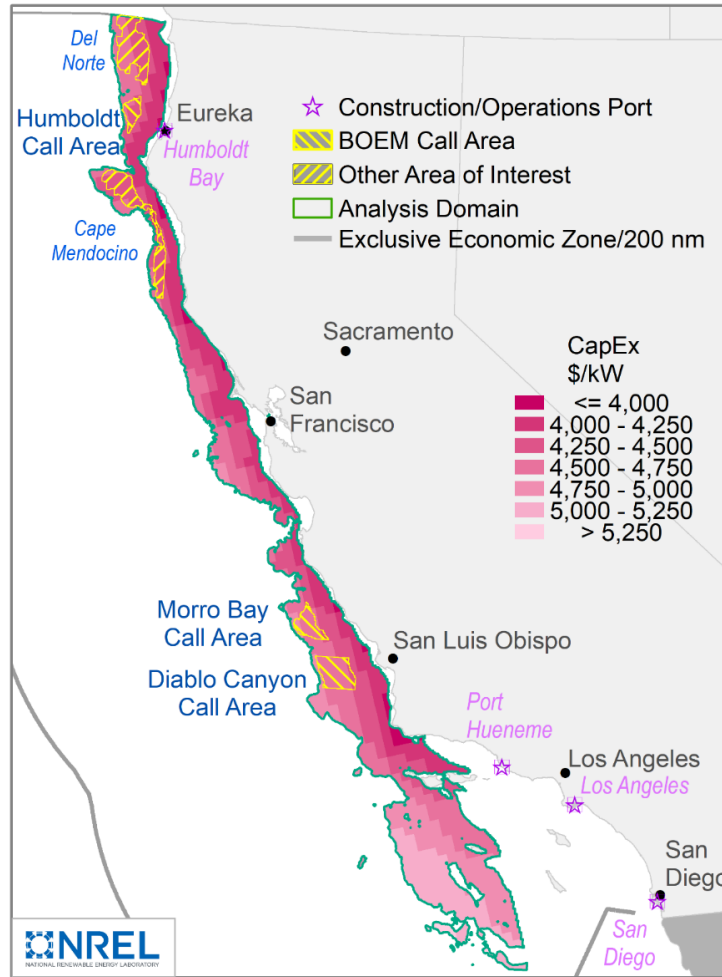 Del
Norte
Humboldt
Call Area
Eureka
Humboldt
Bay
Cape
Mendocino
Construction/Operations Port
BOEM Call Area
Other Area of Interest
Analysis Domain
Exclusive Economic Zone/200 nm
Sacramento
San
Francisco
CapEx
$/kW
<= 4,000
4,000 - 4,250
4,250 - 4,500
4,500 - 4,750
4,750 - 5,000
5,000 - 5,250
> 5,250
Morro Bay
Call Area
San Luis Obispo
Diablo Canyon
Call Area
Port
Hueneme
Los Angeles
Los Angeles
San
Diego
San
Diego
NREL
NATIONAL RENEWABLE ENERGY LABORATORY